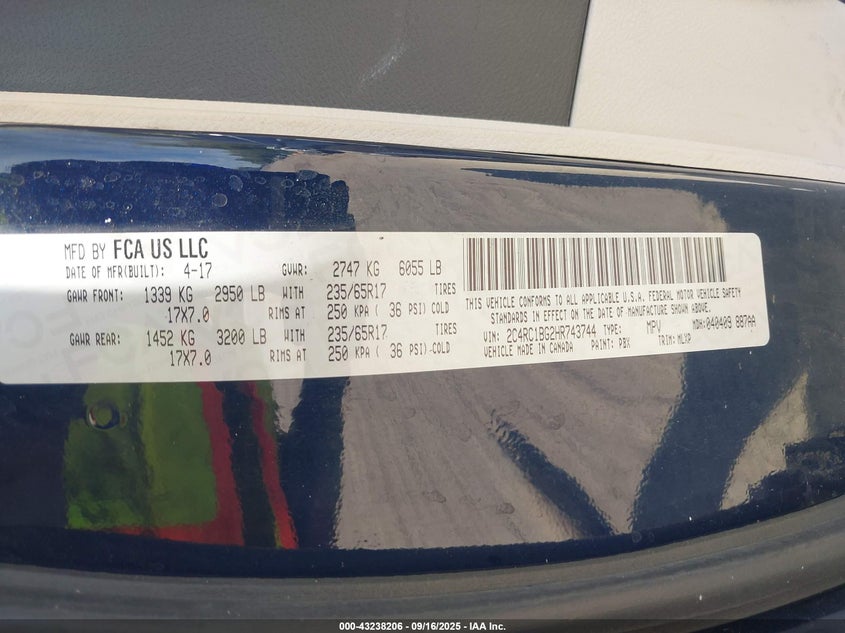 MFD BY FCA US LLC
DATE OF MFR(BUILT): 4-17 GVWR: 2747 KG 6055 LB
GAWR FRONT: 1339 KG 2950 LB WITH 235/65R17 TIRES
17X7.0 RIMS AT 250 KPA ( 36 PSI) COLD
GAWR REAR: 1452 KG 3200 LB WITH 235/65R17 TIRES
17X7.0 RIMS AT 250 KPA ( 36 PSI) COLD
THIS VEHICLE CONFORMS TO ALL APPLICABLE U.S.A. FEDERAL MOTOR VEHICLE SAFETY
STANDARDS IN EFFECT ON THE DATE OF MANUFACTURE SHOWN ABOVE.
VIN: 2C4RC1BG2HR743744 TYPE: MPV MDH: 040409 887AA
VEHICLE MADE IN CANADA PAINT: PBX TRIM: MLXP
000-43238206 - 09/16/2025 - IAA Inc.